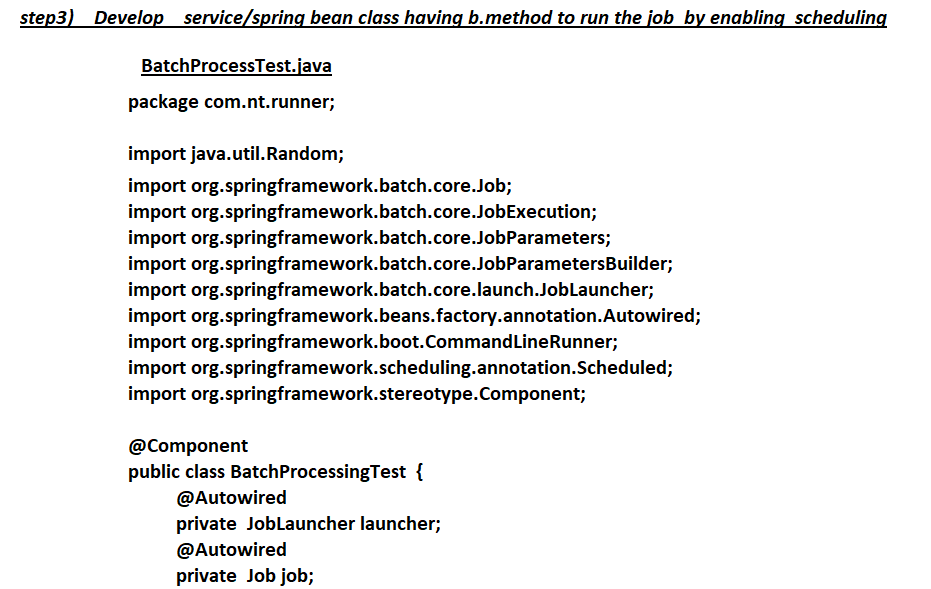 step3) Develop service/spring bean class having b.method to run the job by enabling scheduling
BatchProcessTest.java
package com.nt.runner;
import java.util.Random;
import org.springframework.batch.core.Job;
import org.springframework.batch.core.JobExecution;
import org.springframework.batch.core.JobParameters;
import org.springframework.batch.core.JobParametersBuilder;
import org.springframework.batch.core.launch.JobLauncher;
import org.springframework.beans.factory.annotation.Autowired;
import org.springframework.boot.CommandLineRunner;
import org.springframework.scheduling.annotation.Scheduled;
import org.springframework.stereotype.Component;
@Component
public class BatchProcessingTest {
@Autowired
private JobLauncher launcher;
@Autowired
private Job job;